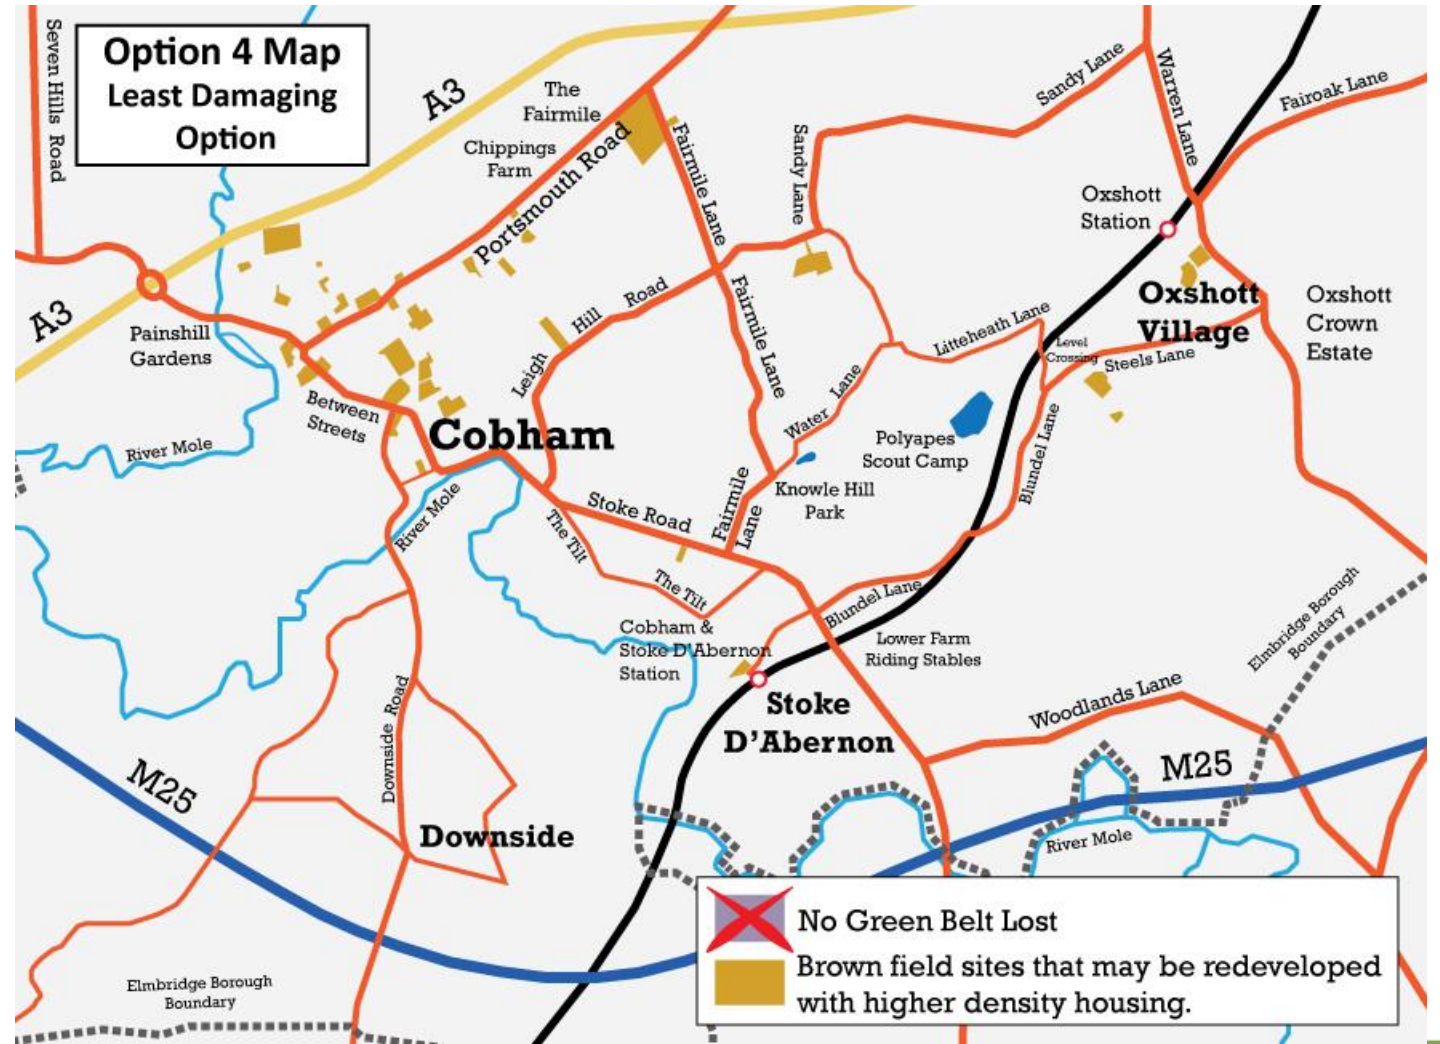 Option 4 Map
Least Damaging
Option
Seven Hills Road
A3
The
Fairmile
Chippings
Farm
Portsmouth Road
Fairmile Lane
Sandy Lane
Sandy Lane
Warren Lane
Fairoak Lane
Oxshott
Station
A3
Painshill
Gardens
Leigh Hill Road
Fairmile Lane
Litteheath Lane
Level
Crossing
Oxshott
Village
Steels Lane
Oxshott
Crown
Estate
Between
Streets
River Mole
Cobham
Water Lane
Polyapes
Scout Camp
Blundel Lane
Knowle Hill
Park
River Mole
Stoke Road
Fairmile
Lane
The Tilt
The Tilt
Blundel Lane
Cobham &
Stoke D'Abernon
Station
Lower Farm
Riding Stables
Elmbridge Borough
Boundary
Stoke
D'Abernon
Woodlands Lane
Downside Road
M25
M25
Downside
River Mole
Elmbridge Borough
Boundary
No Green Belt Lost
Brown field sites that may be redeveloped
with higher density housing.